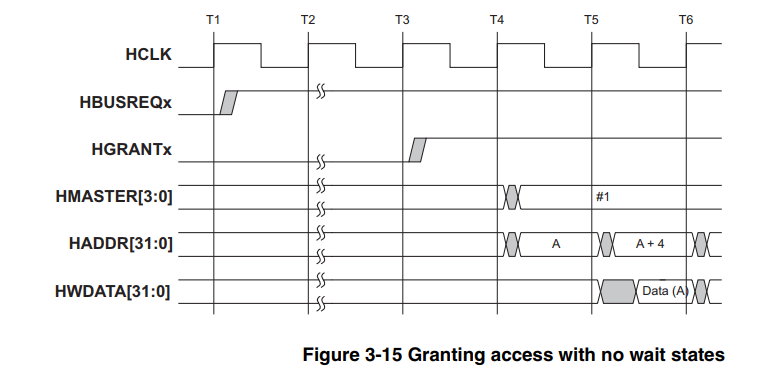 T1 T2 T3 T4 T5 T6
HCLK
HBUSREQx
HGRANTx
HMASTER[3:0] #1
HADDR[31:0] A A + 4
HWDATA[31:0] Data (A)
Figure 3-15 Granting access with no wait states